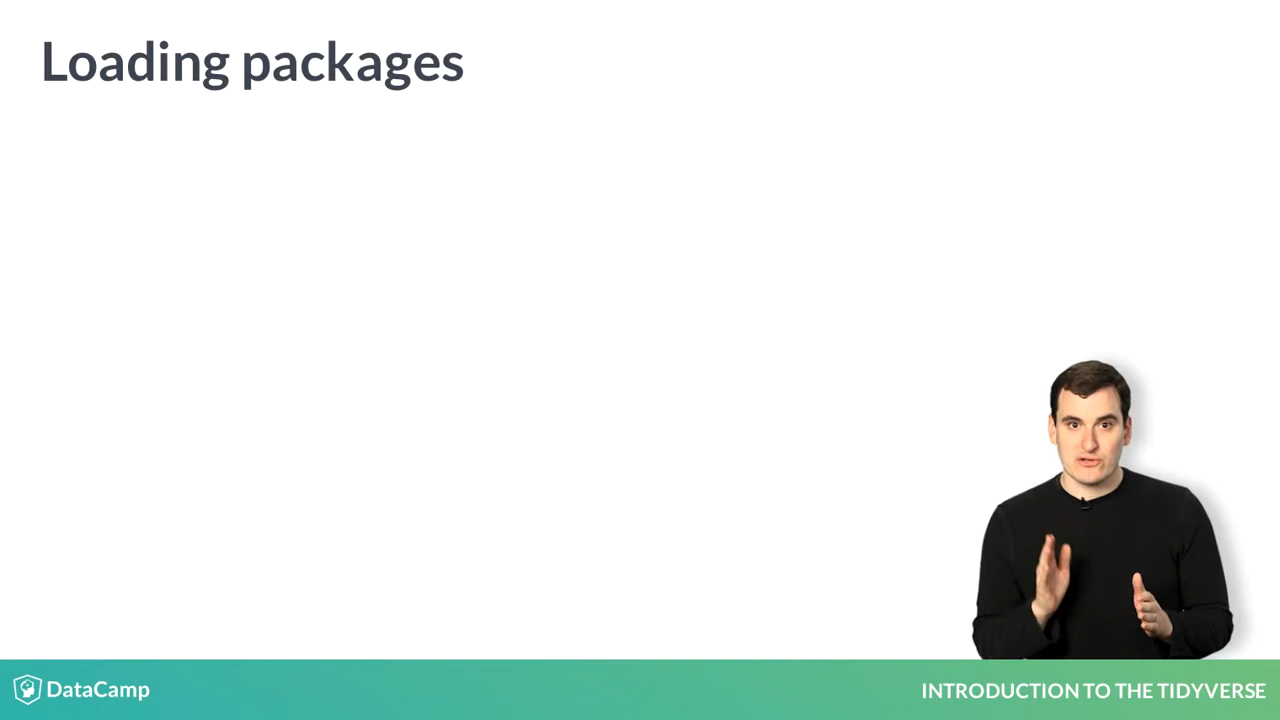 Loading packages
DataCamp
INTRODUCTION TO THE TIDYVERSE